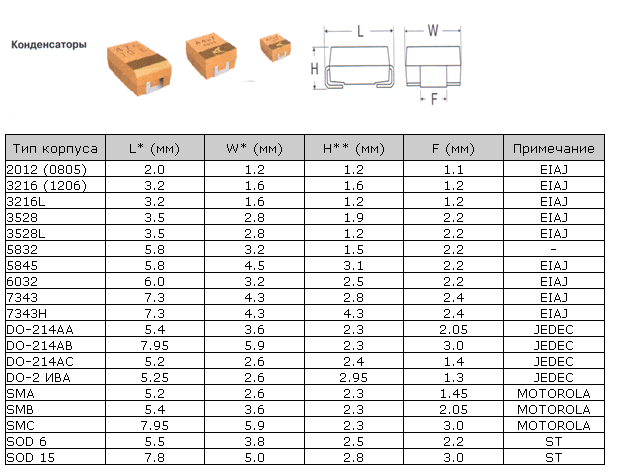 Конденсаторы
L
W
H
F
Тип корпуса L* (мм) W* (мм) H** (мм) F (мм) Примечание
2012 (0805) 2.0 1.2 1.2 1.1 EIAJ
3216 (1206) 3.2 1.6 1.6 1.2 EIAJ
3216L 3.2 1.6 1.2 1.2 EIAJ
3528 3.5 2.8 1.9 2.2 EIAJ
3528L 3.5 2.8 1.2 2.2 EIAJ
5832 5.8 3.2 1.5 2.2 -
5845 5.8 4.5 3.1 2.2 EIAJ
6032 6.0 3.2 2.5 2.2 EIAJ
7343 7.3 4.3 2.8 2.4 EIAJ
7343H 7.3 4.3 4.3 2.4 EIAJ
DO-214AA 5.4 3.6 2.3 2.05 JEDEC
DO-214AB 7.95 5.9 2.3 3.0 JEDEC
DO-214AC 5.2 2.6 2.4 1.4 JEDEC
DO-2 ИВА 5.25 2.6 2.95 1.3 JEDEC
SMA 5.2 2.6 2.3 1.45 MOTOROLA
SMB 5.4 3.6 2.3 2.05 MOTOROLA
SMC 7.95 5.9 2.3 3.0 MOTOROLA
SOD 6 5.5 3.8 2.5 2.2 ST
SOD 15 7.8 5.0 2.8 3.0 ST